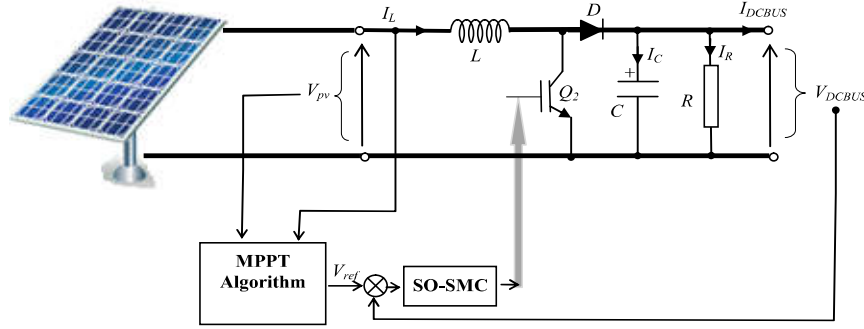 I_L
D
I_DCBUS
L
I_C
I_R
V_pv
+
Q_2
C
R
V_DCBUS
MPPT
Algorithm
V_ref
SO-SMC